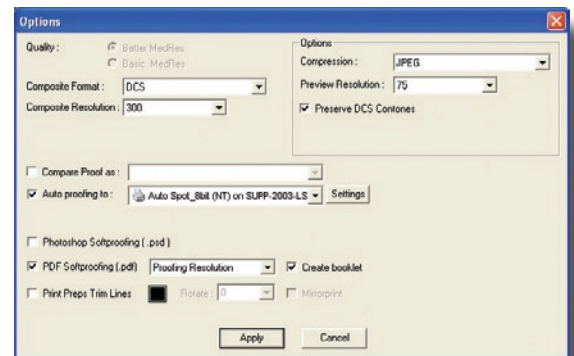 Options
Quality :
Better MedRes
Basic MedRes
Composite Format : DCS
Composite Resolution : 300
Options
Compression : JPEG
Preview Resolution : 75
Preserve DCS Contones
Compare Proof as :
Auto proofing to : Auto Spot_8bit (NT) on SUPP-2003-LS Settings
Photoshop Softproofing ( .psd )
PDF Softproofing (.pdf) Proofing Resolution Create booklet
Print Preps Trim Lines Rotate : 0 Mirrorprint
Apply Cancel